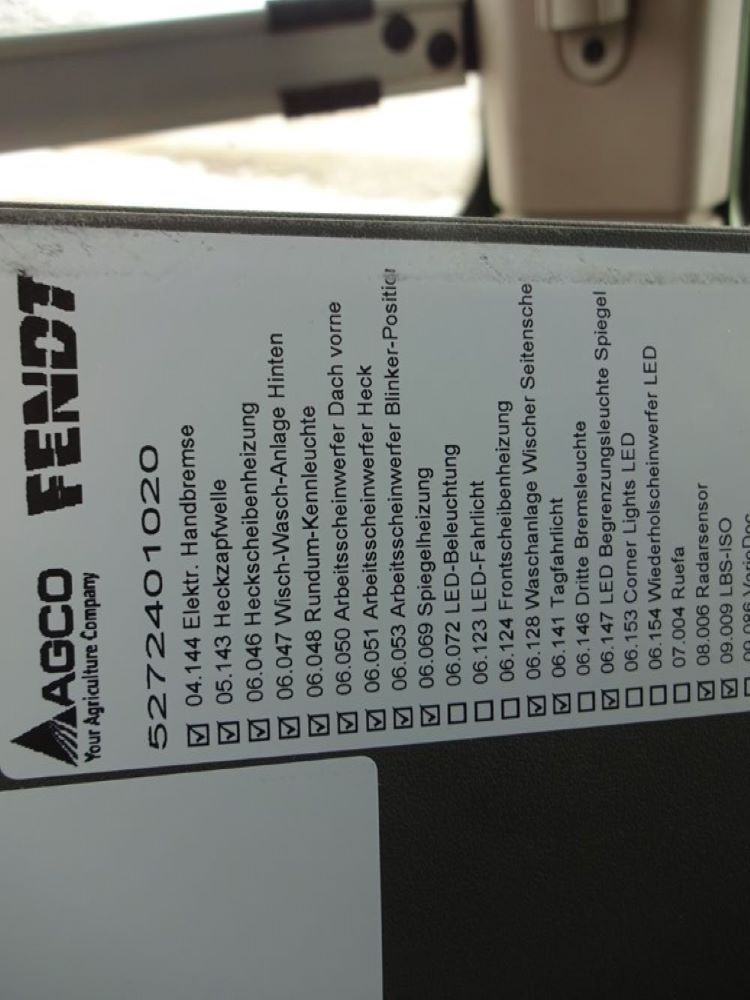 AGCO FENDT
Your Agriculture Company
5272401020
☑ 04.144 Elektr. Handbremse
☑ 05.143 Heckzapfwelle
☑ 06.046 Heckscheibenheizung
☑ 06.047 Wisch-Wasch-Anlage Hinten
☑ 06.048 Rundum-Kennleuchte
☑ 06.050 Arbeitsscheinwerfer Dach vorne
☑ 06.051 Arbeitsscheinwerfer Heck
☑ 06.053 Arbeitsscheinwerfer Blinker-Position
☑ 06.069 Spiegelheizung
☐ 06.072 LED-Beleuchtung
☐ 06.123 LED-Fahrlicht
☐ 06.124 Frontscheibenheizung
☑ 06.128 Waschanlage Wischer Seitensche
☑ 06.141 Tagfahrlicht
☐ 06.146 Dritte Bremsleuchte
☑ 06.147 LED Begrenzungsleuchte Spiegel
☐ 06.153 Corner Lights LED
☐ 06.154 Wiederholscheinwerfer LED
☐ 07.004 Ruefa
☑ 08.006 Radarsensor
☑ 09.009 LBS-ISO